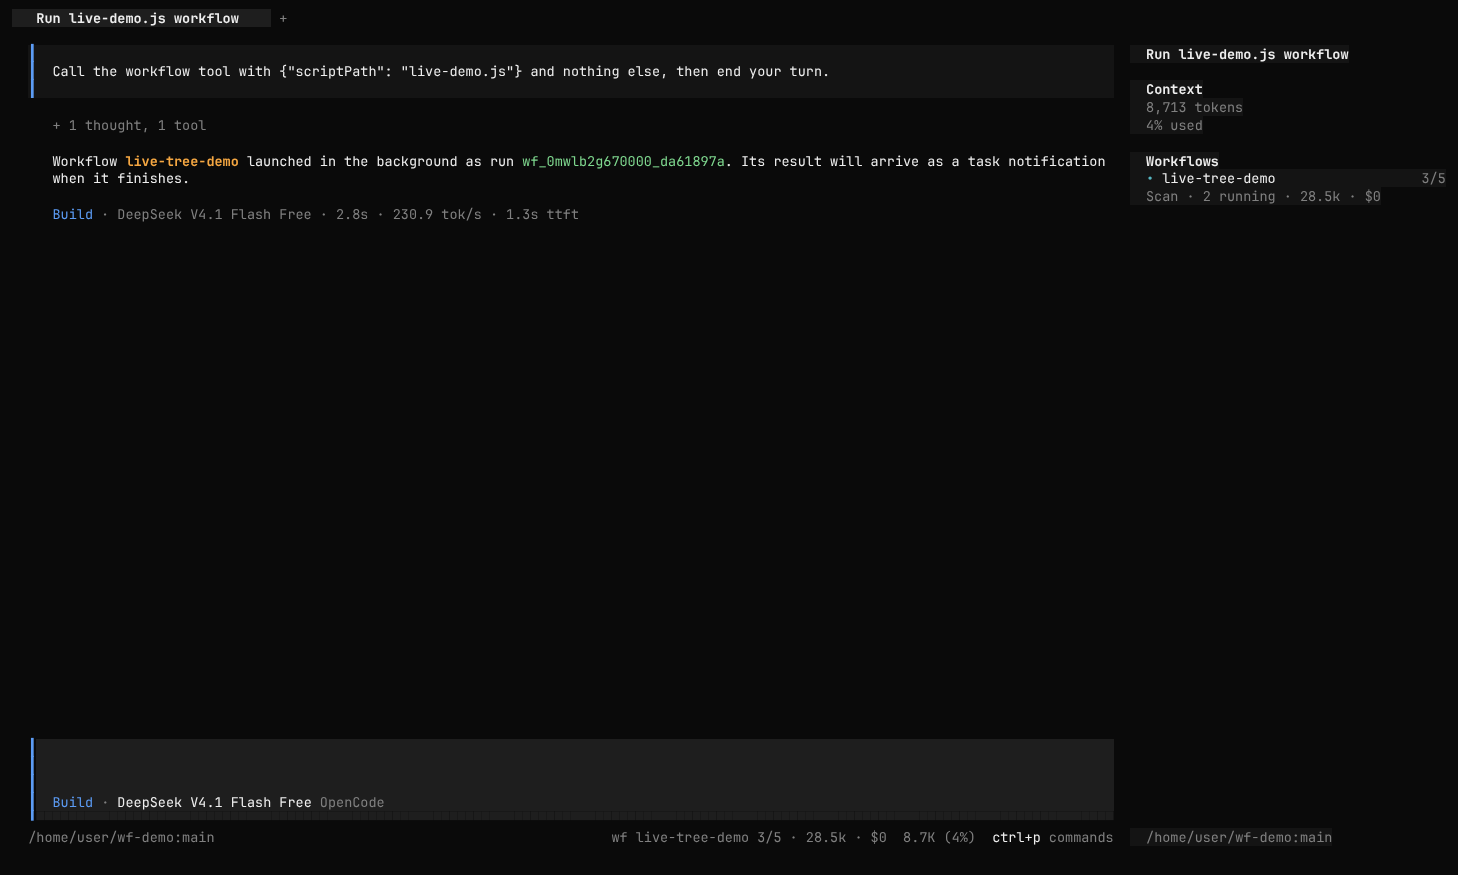 Run live-demo.js workflow +
Call the workflow tool with {"scriptPath": "live-demo.js"} and nothing else, then end your turn.
+ 1 thought, 1 tool
Workflow live-tree-demo launched in the background as run wf_0mwlb2g670000_da61897a. Its result will arrive as a task notification
when it finishes.
Build · DeepSeek V4.1 Flash Free · 2.8s · 230.9 tok/s · 1.3s ttft
Build · DeepSeek V4.1 Flash Free OpenCode
/home/user/wf-demo:main wf live-tree-demo 3/5 · 28.5k · $0 8.7K (4%) ctrl+p commands
Run live-demo.js workflow
Context
8,713 tokens
4% used
Workflows
• live-tree-demo 3/5
Scan · 2 running · 28.5k · $0
/home/user/wf-demo:main